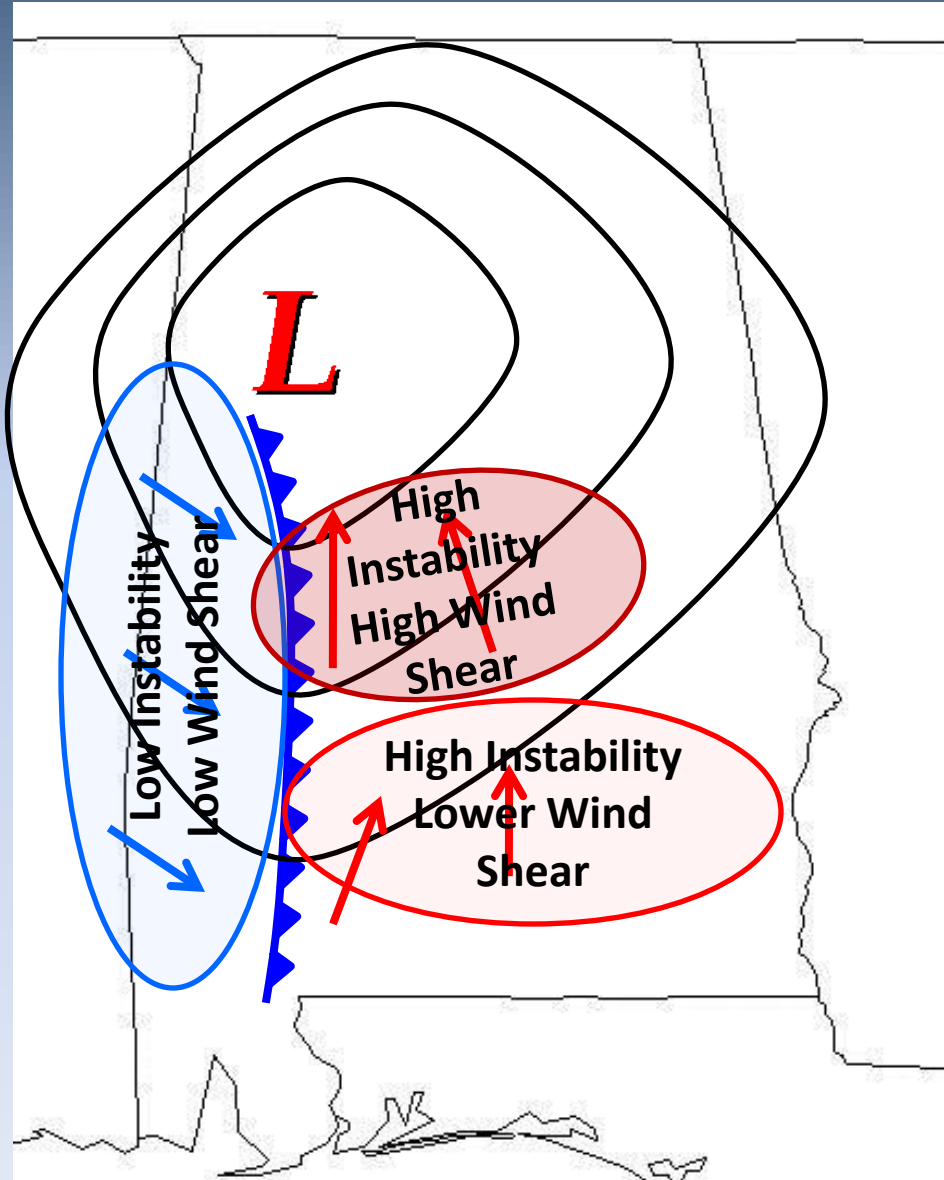 L
Low Instability
Low Wind Shear
High
Instability
High Wind
Shear
High Instability
Lower Wind
Shear